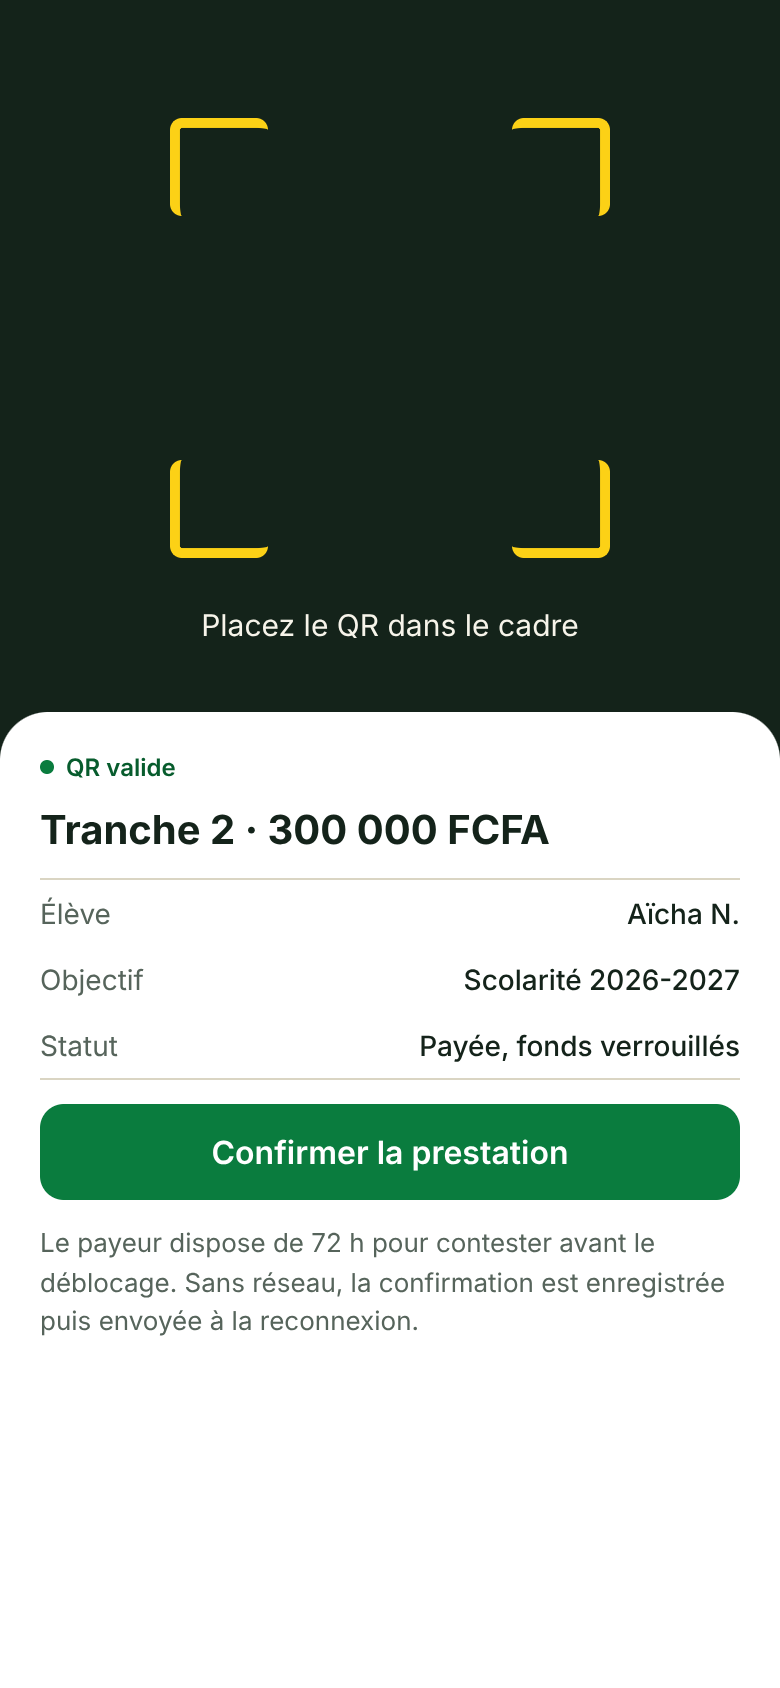 Placez le QR dans le cadre
QR valide
Tranche 2 · 300 000 FCFA
Élève Aïcha N.
Objectif Scolarité 2026-2027
Statut Payée, fonds verrouillés
Confirmer la prestation
Le payeur dispose de 72 h pour contester avant le
déblocage. Sans réseau, la confirmation est enregistrée
puis envoyée à la reconnexion.